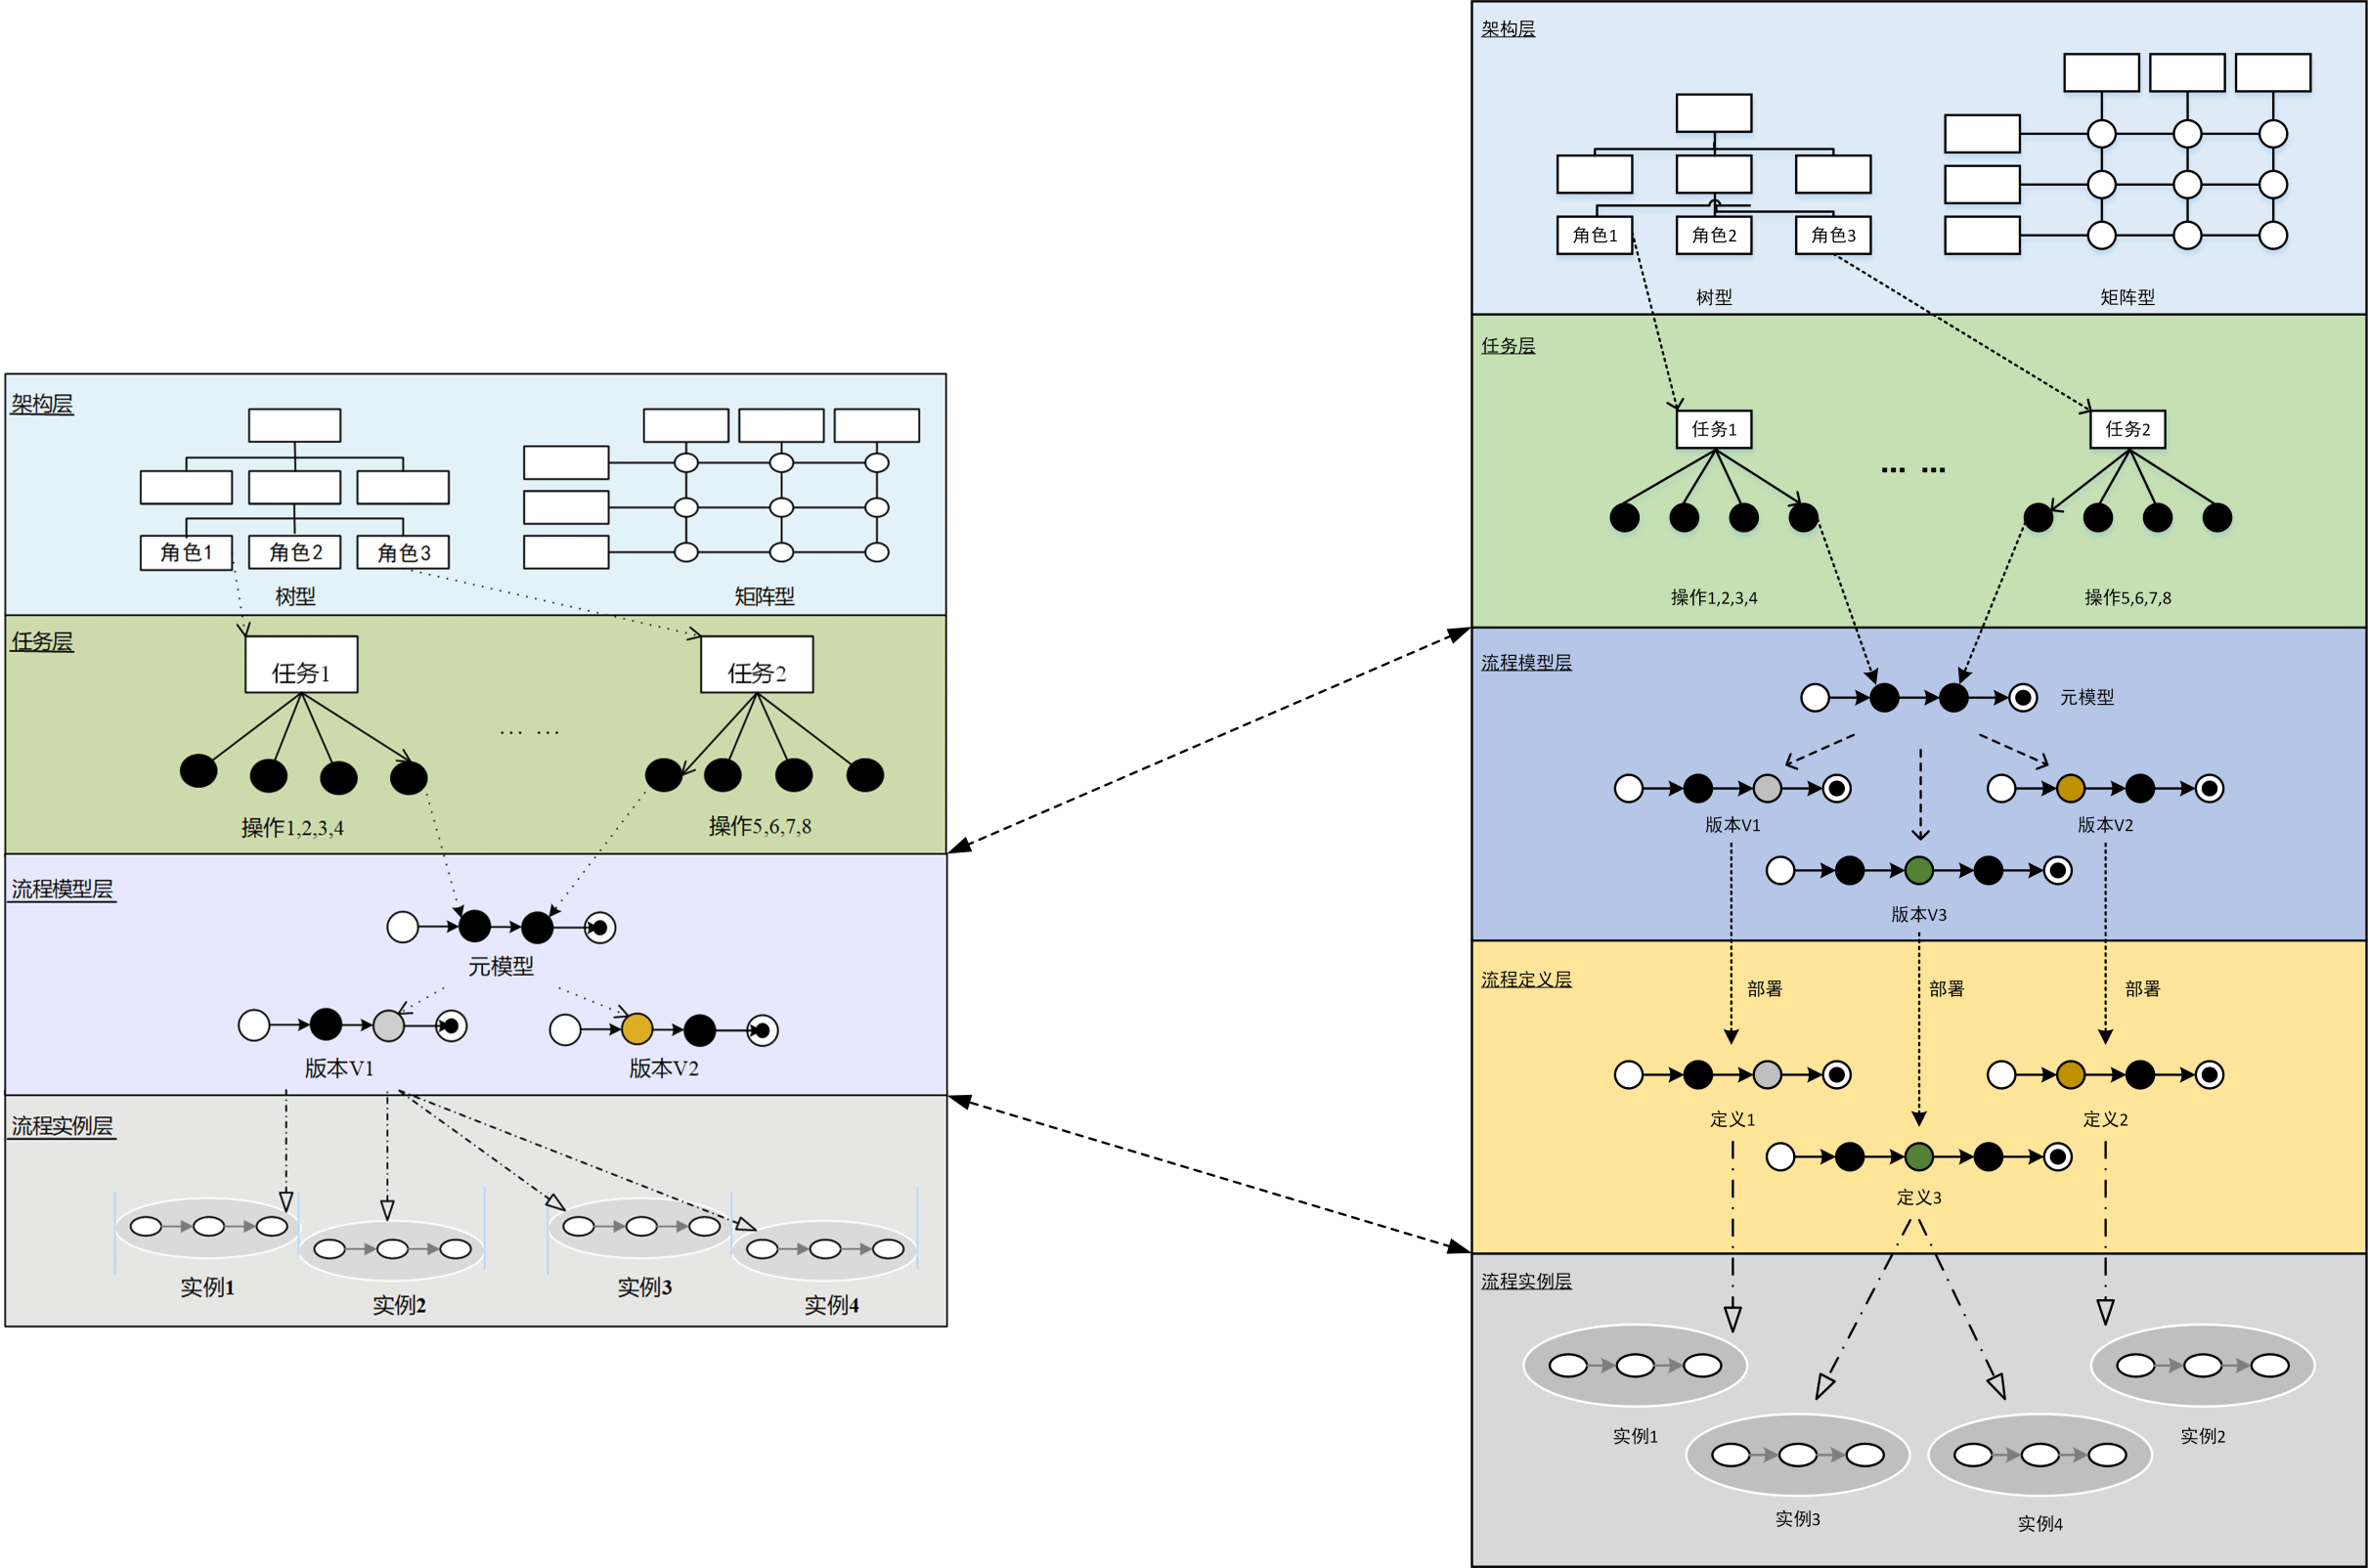 架构层
角色1 角色2 角色3
树型 矩阵型
任务层
任务1 任务2
… …
操作1,2,3,4 操作5,6,7,8
流程模型层
元模型
版本V1 版本V2
流程实例层
实例1 实例2 实例3 实例4
架构层
角色1 角色2 角色3
树型 矩阵型
任务层
任务1 任务2
… …
操作1,2,3,4 操作5,6,7,8
流程模型层
元模型
版本V1 版本V2
版本V3
流程定义层
部署 部署 部署
定义1 定义2
定义3
流程实例层
实例1 实例2
实例3 实例4